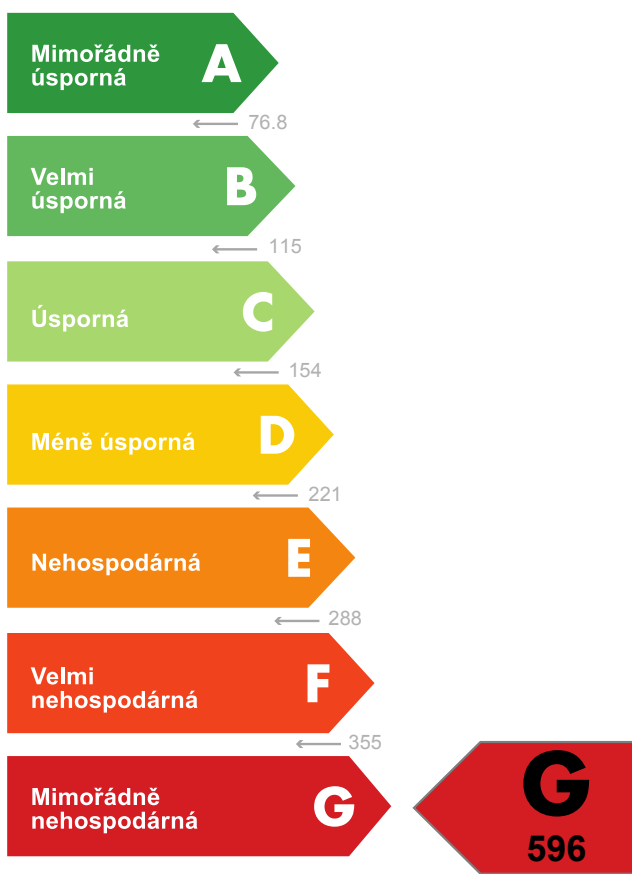 Mimořádně
úsporná
A
← 76.8
Velmi
úsporná
B
← 115
Úsporná
C
← 154
Méně úsporná
D
← 221
Nehospodárná
E
← 288
Velmi
nehospodárná
F
← 355
Mimořádně
nehospodárná
G
G
596